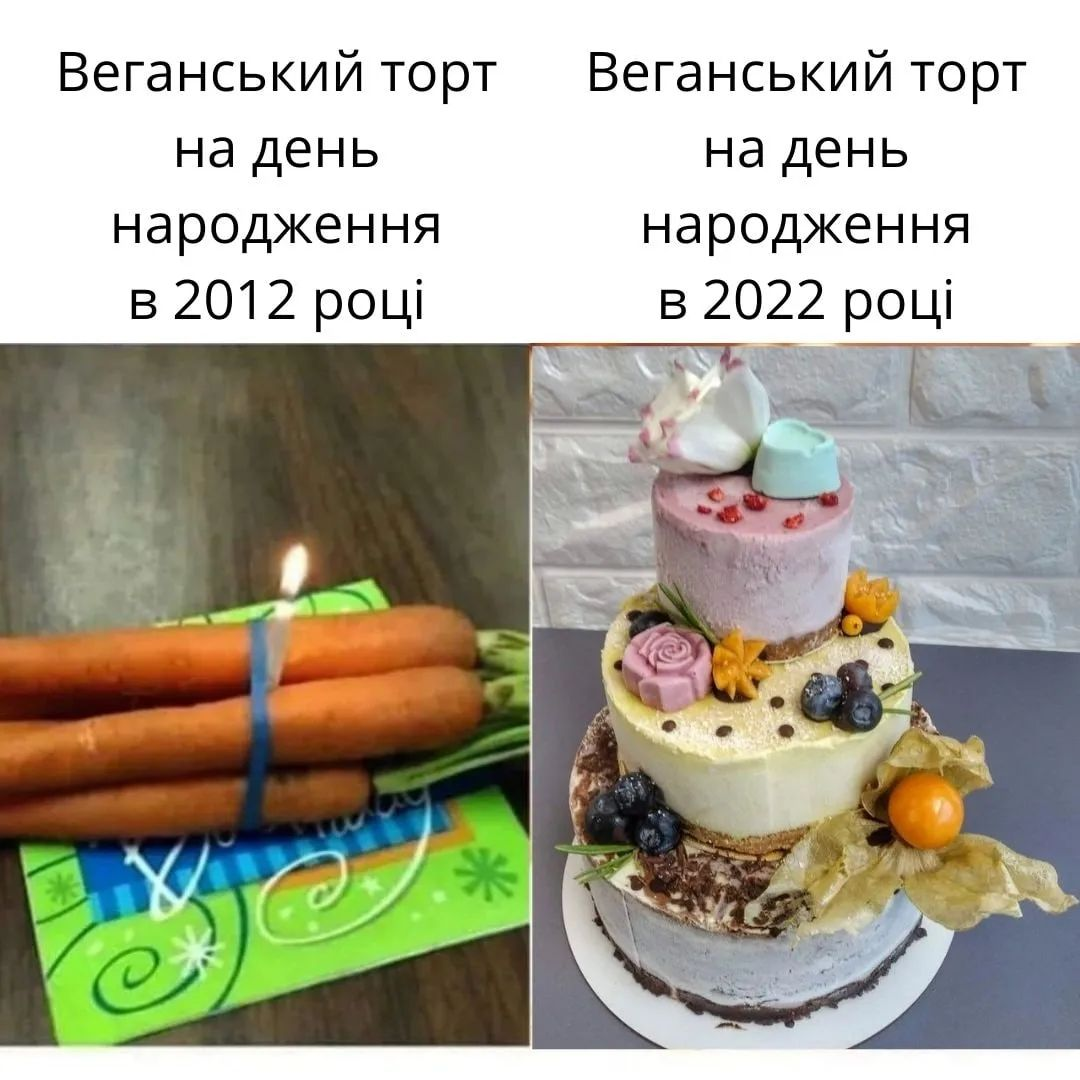 Веганський торт
на день
народження
в 2012 році
Веганський торт
на день
народження
в 2022 році